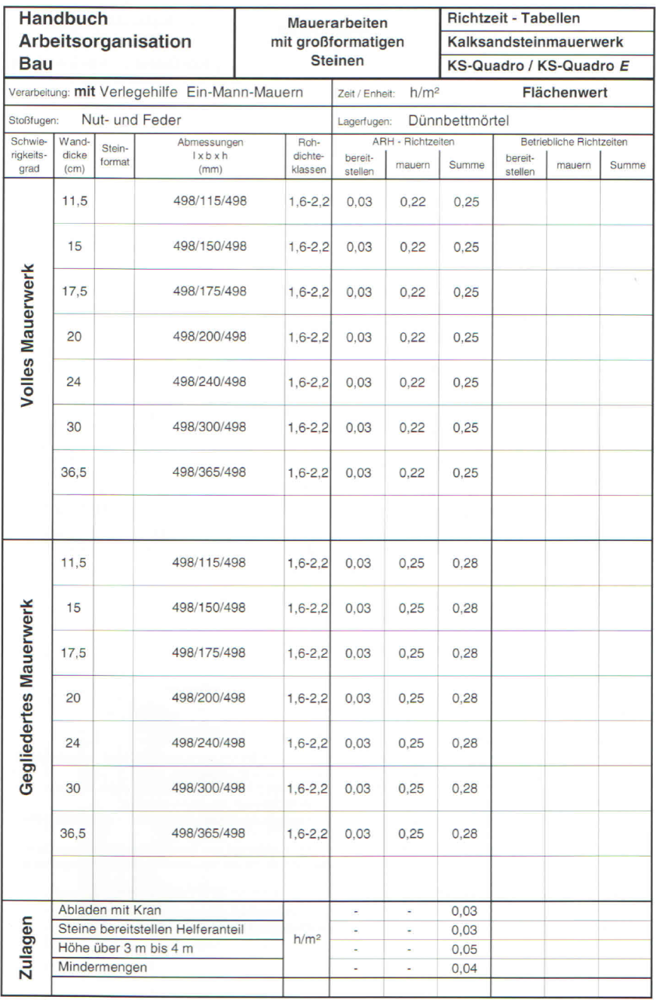 Handbuch
Arbeitsorganisation
Bau
Mauerarbeiten
mit großformatigen
Steinen
Richtzeit - Tabellen
Kalksandsteinmauerwerk
KS-Quadro / KS-Quadro E
Verarbeitung: mit Verlegehilfe Ein-Mann-Mauern Zeit / Einheit: h/m² Flächenwert
Stoßfugen: Nut- und Feder Lagerfugen: Dünnbettmörtel
Schwie-
rigkeits-
grad
Wand-
dicke
(cm)
Stein-
format
Abmessungen
l x b x h
(mm)
Roh-
dichte-
klassen
ARH - Richtzeiten
bereit-
stellen
mauern
Summe
Betriebliche Richtzeiten
bereit-
stellen
mauern
Summe
Volles Mauerwerk
11,5 498/115/498 1,6-2,2 0,03 0,22 0,25
15 498/150/498 1,6-2,2 0,03 0,22 0,25
17,5 498/175/498 1,6-2,2 0,03 0,22 0,25
20 498/200/498 1,6-2,2 0,03 0,22 0,25
24 498/240/498 1,6-2,2 0,03 0,22 0,25
30 498/300/498 1,6-2,2 0,03 0,22 0,25
36,5 498/365/498 1,6-2,2 0,03 0,22 0,25
Gegliedertes Mauerwerk
11,5 498/115/498 1,6-2,2 0,03 0,25 0,28
15 498/150/498 1,6-2,2 0,03 0,25 0,28
17,5 498/175/498 1,6-2,2 0,03 0,25 0,28
20 498/200/498 1,6-2,2 0,03 0,25 0,28
24 498/240/498 1,6-2,2 0,03 0,25 0,28
30 498/300/498 1,6-2,2 0,03 0,25 0,28
36,5 498/365/498 1,6-2,2 0,03 0,25 0,28
Zulagen
h/m²
Abladen mit Kran - - 0,03
Steine bereitstellen Helferanteil - - 0,03
Höhe über 3 m bis 4 m - - 0,05
Mindermengen - - 0,04